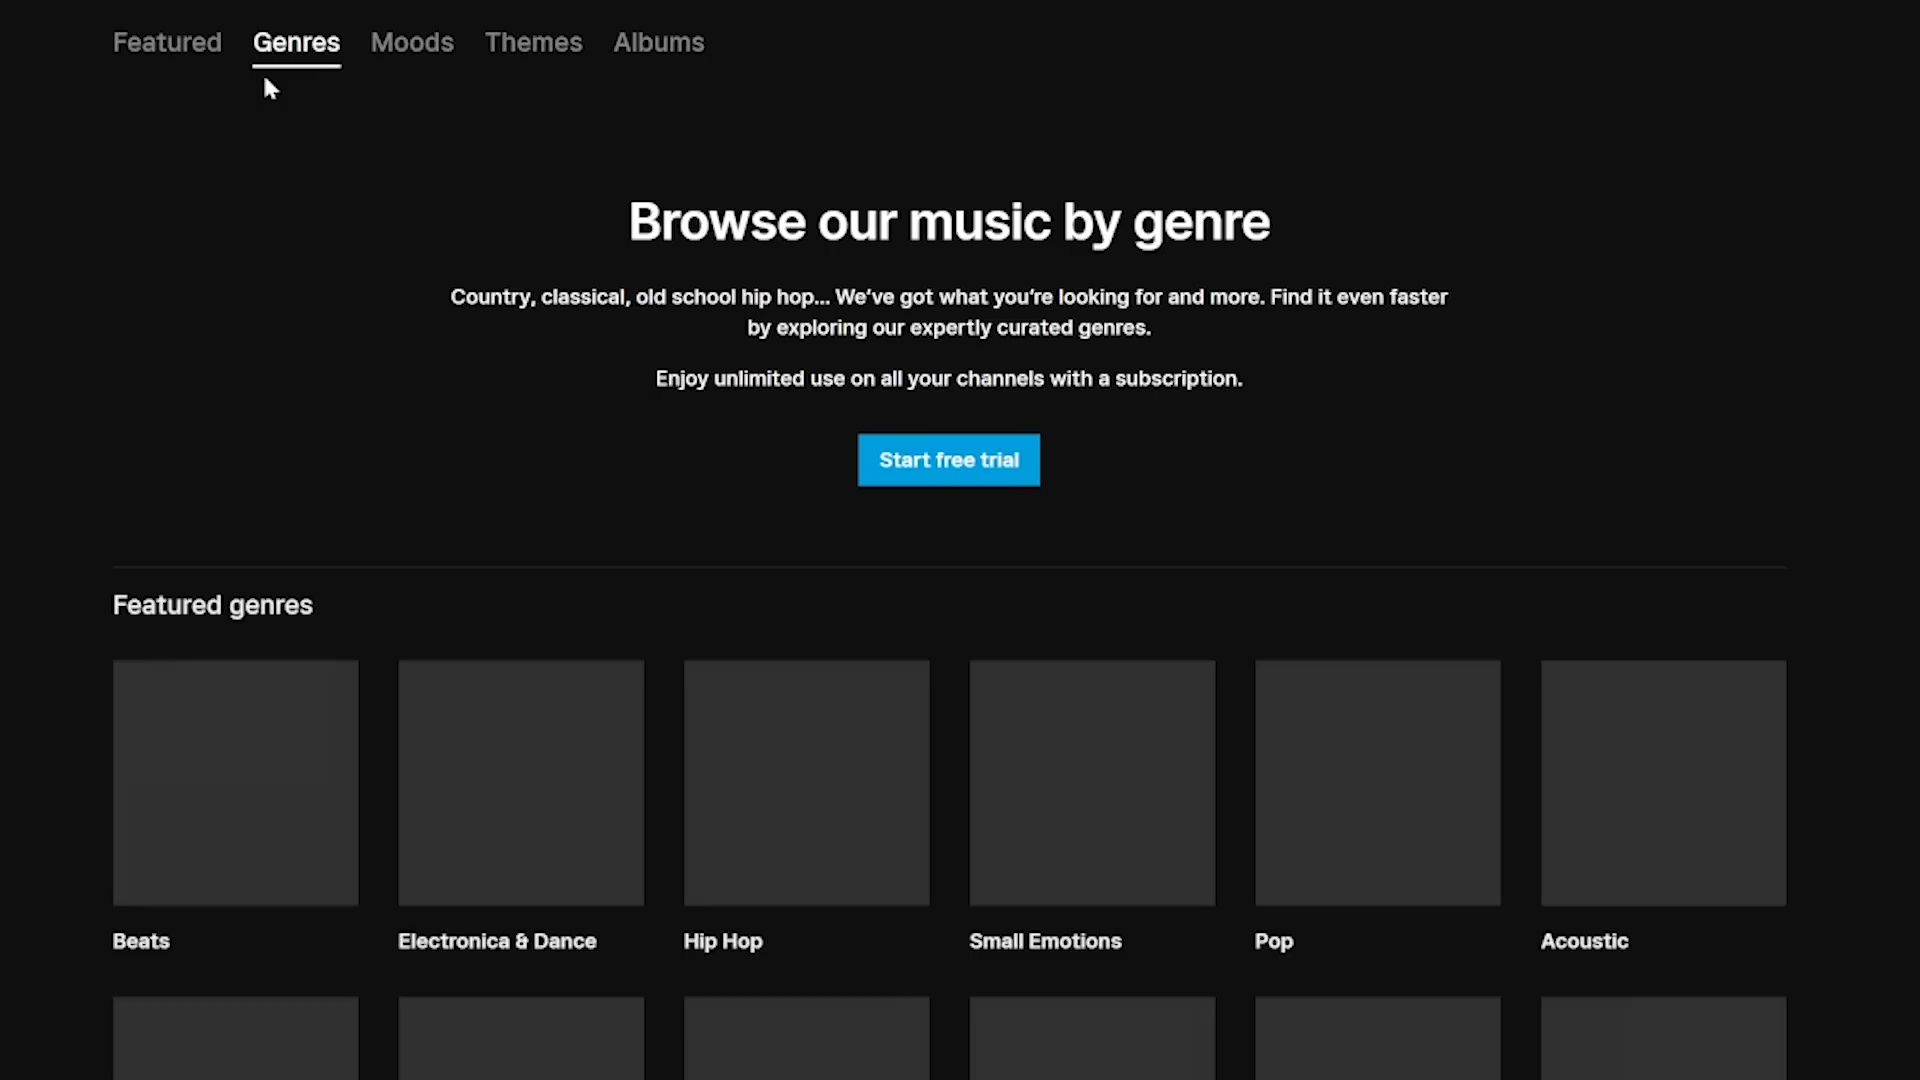 Featured Genres Moods Themes Albums
Browse our music by genre
Country, classical, old school hip hop... We've got what you're looking for and more. Find it even faster
by exploring our expertly curated genres.
Enjoy unlimited use on all your channels with a subscription.
Start free trial
Featured genres
Beats Electronica & Dance Hip Hop Small Emotions Pop Acoustic